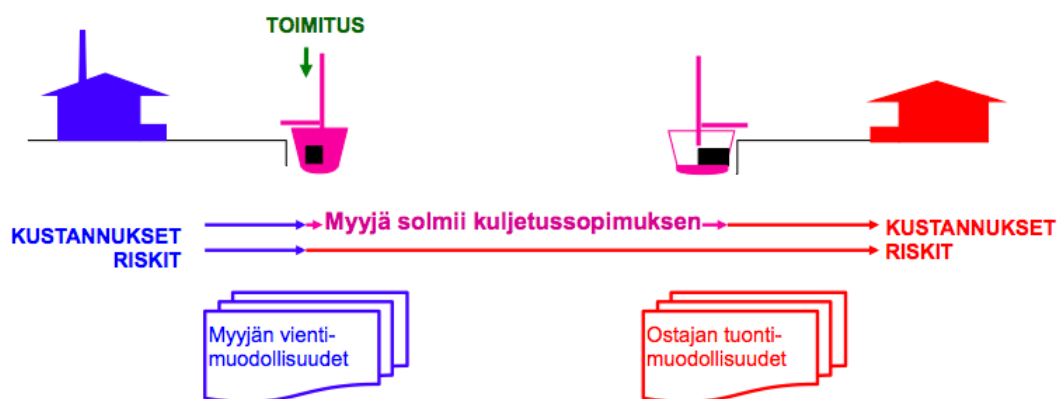 TOIMITUS
Myyjä solmii kuljetussopimuksen
KUSTANNUKSET
RISKIT
KUSTANNUKSET
RISKIT
Myyjän vienti-
muodollisuudet
Ostajan tuonti-
muodollisuudet